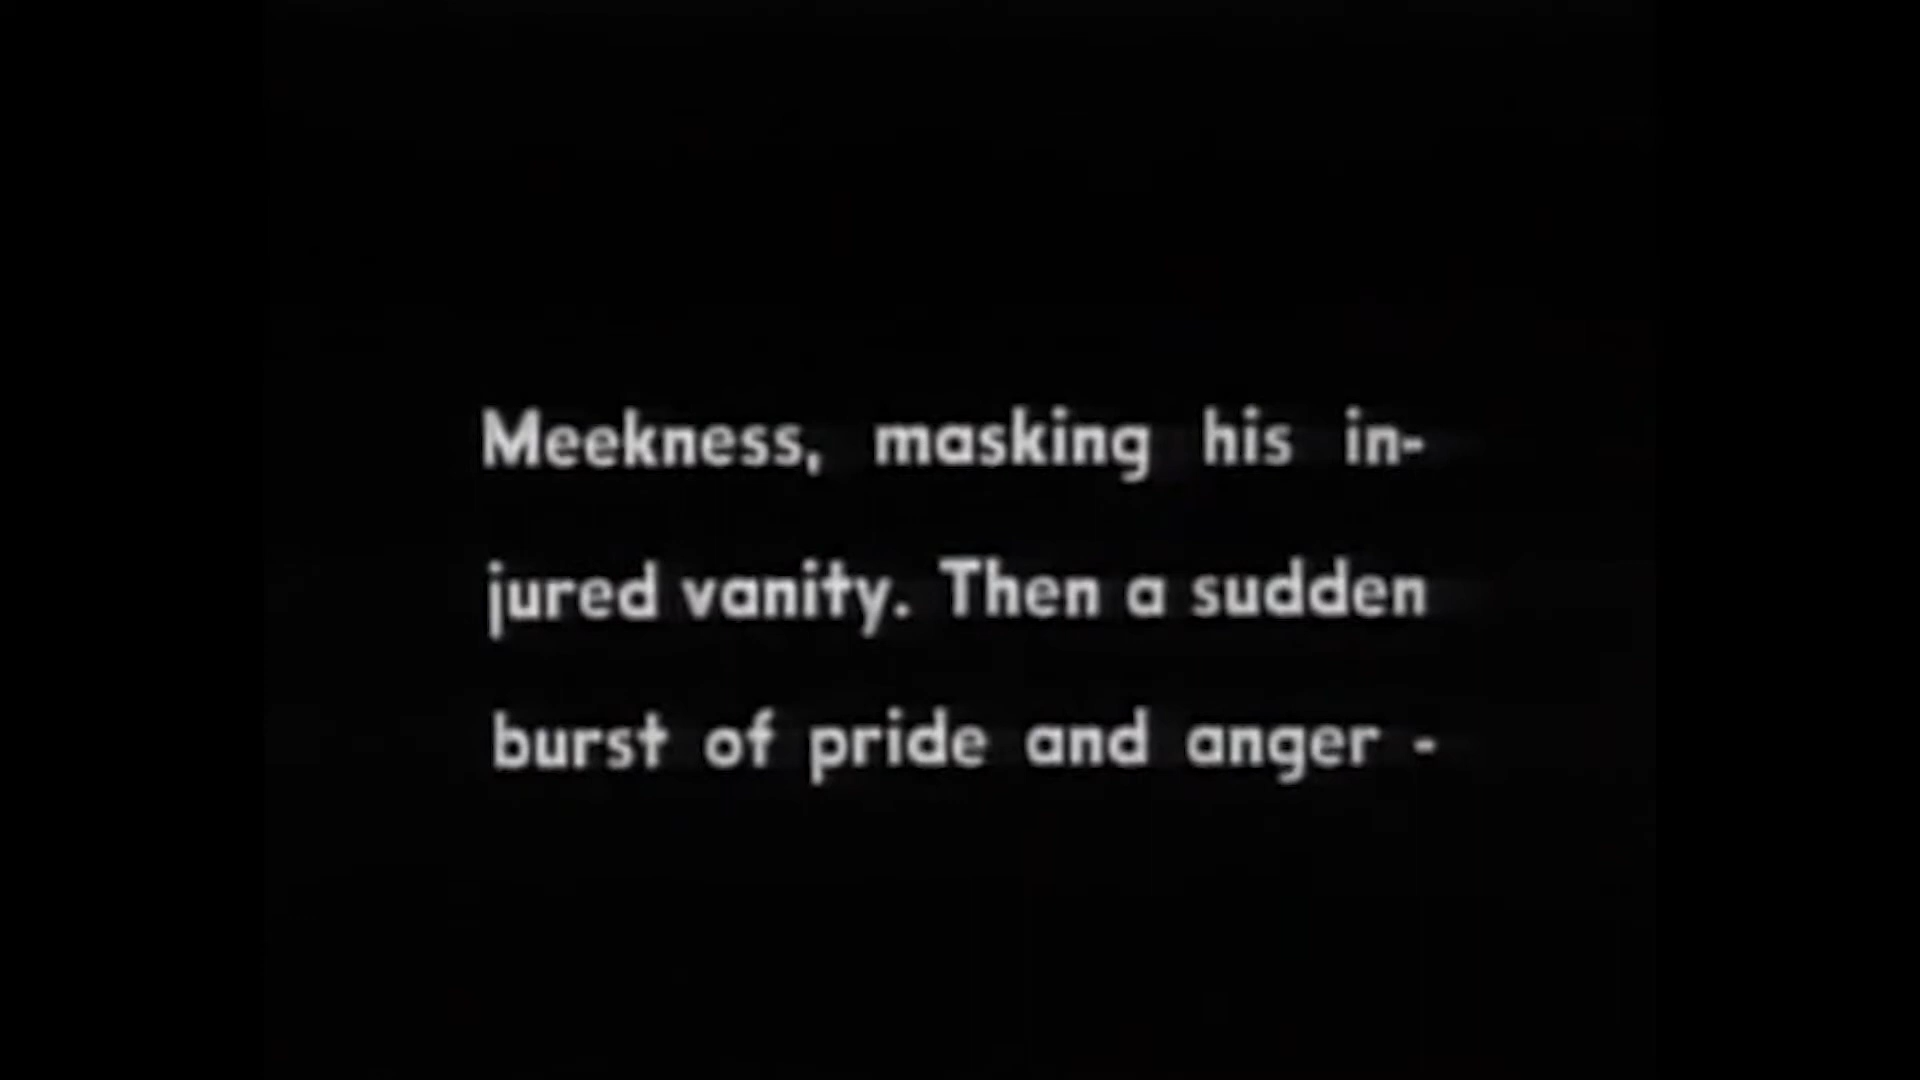 Meekness, masking his in-
jured vanity. Then a sudden
burst of pride and anger -